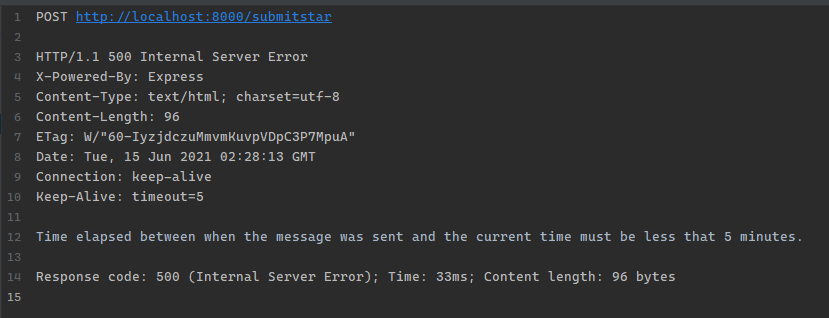 1 POST http://localhost:8000/submitstar
2
3 HTTP/1.1 500 Internal Server Error
4 X-Powered-By: Express
5 Content-Type: text/html; charset=utf-8
6 Content-Length: 96
7 ETag: W/"60-IyzjdczuMmvmKuvpVDpC3P7MpuA"
8 Date: Tue, 15 Jun 2021 02:28:13 GMT
9 Connection: keep-alive
10 Keep-Alive: timeout=5
11
12 Time elapsed between when the message was sent and the current time must be less that 5 minutes.
13
14 Response code: 500 (Internal Server Error); Time: 33ms; Content length: 96 bytes
15